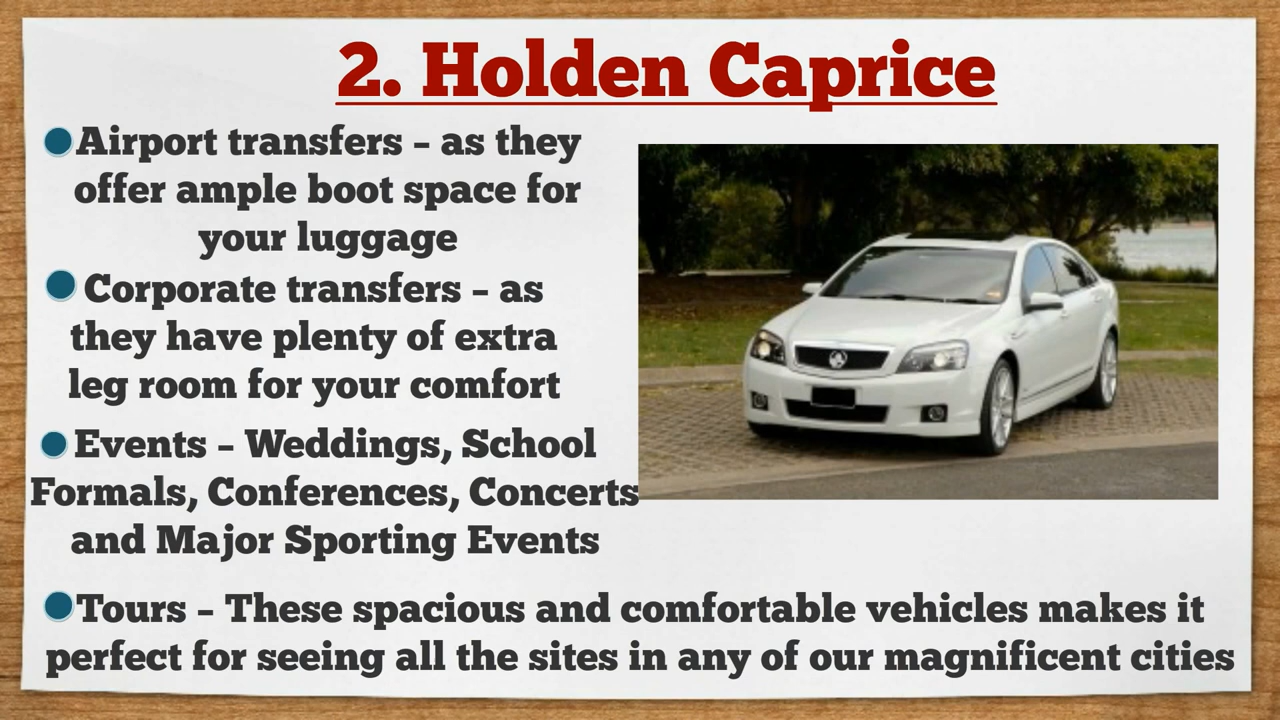 2. Holden Caprice
Airport transfers – as they
offer ample boot space for
your luggage
Corporate transfers – as
they have plenty of extra
leg room for your comfort
Events – Weddings, School
Formals, Conferences, Concerts
and Major Sporting Events
Tours – These spacious and comfortable vehicles makes it
perfect for seeing all the sites in any of our magnificent cities